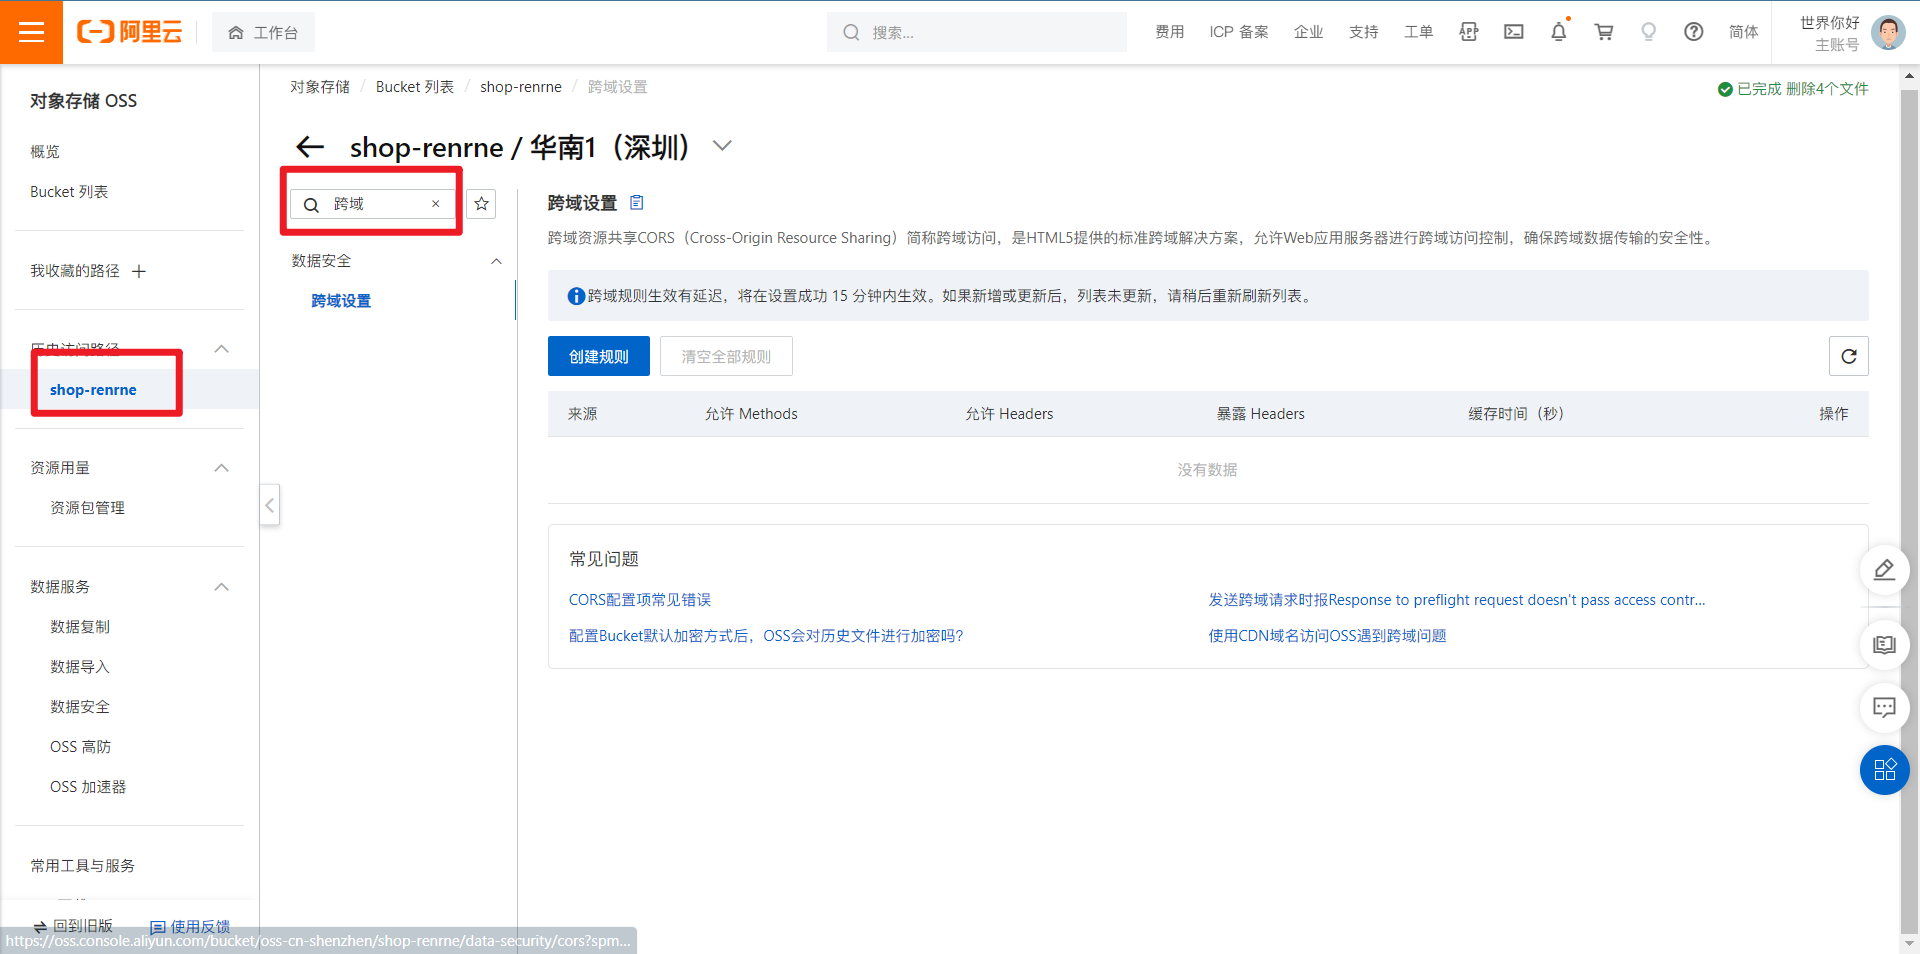 阿里云
工作台
搜索...
费用
ICP 备案
企业
支持
工单
APP
简体
世界你好
主账号
对象存储 OSS
概览
Bucket 列表
我收藏的路径
历史访问路径
shop-renrne
资源用量
资源包管理
数据服务
数据复制
数据导入
数据安全
OSS 高防
OSS 加速器
常用工具与服务
回到旧版
使用反馈
https://oss.console.aliyun.com/bucket/oss-cn-shenzhen/shop-renrne/data-security/cors?spm...
对象存储 / Bucket 列表 / shop-renrne / 跨域设置
已完成 删除4个文件
shop-renrne / 华南1（深圳）
跨域
数据安全
跨域设置
跨域设置
跨域资源共享CORS（Cross-Origin Resource Sharing）简称跨域访问，是HTML5提供的标准跨域解决方案，允许Web应用服务器进行跨域访问控制，确保跨域数据传输的安全性。
跨域规则生效有延迟，将在设置成功 15 分钟内生效。如果新增或更新后，列表未更新，请稍后重新刷新列表。
创建规则
清空全部规则
来源 允许 Methods 允许 Headers 暴露 Headers 缓存时间（秒） 操作
没有数据
常见问题
CORS配置项常见错误
发送跨域请求时报Response to preflight request doesn't pass access contr...
配置Bucket默认加密方式后，OSS会对历史文件进行加密吗?
使用CDN域名访问OSS遇到跨域问题